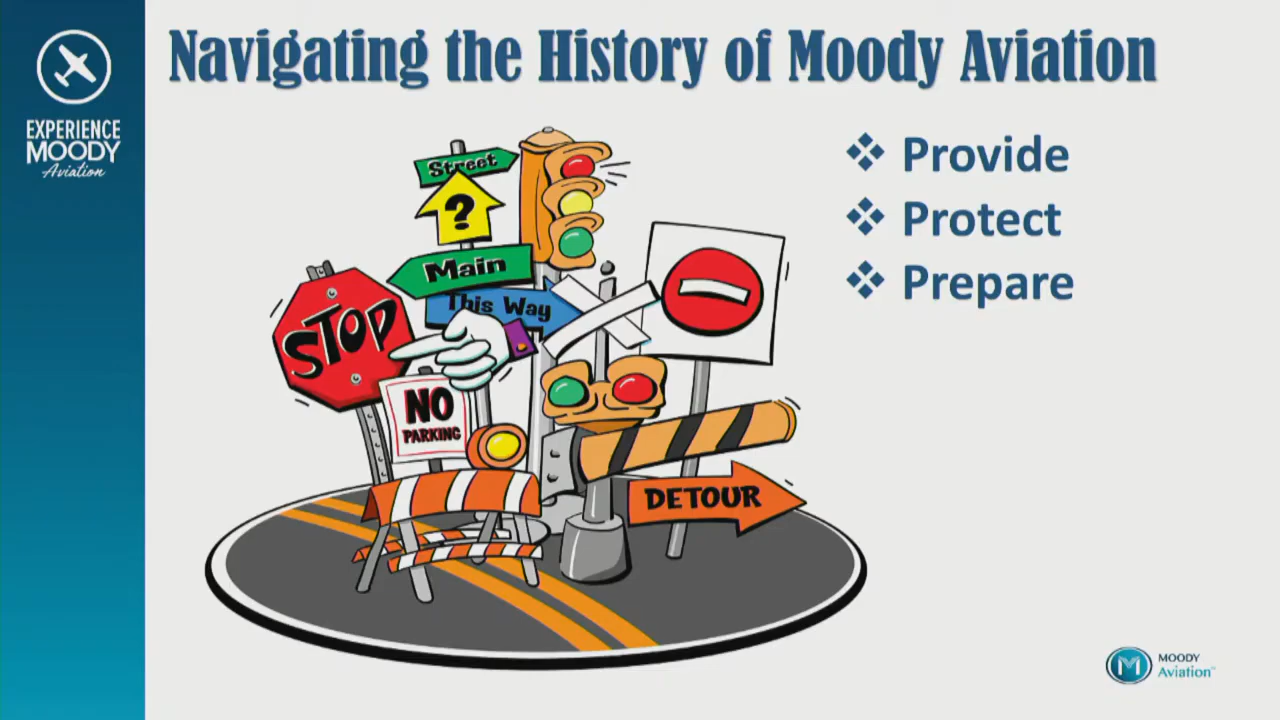 Navigating the History of Moody Aviation
EXPERIENCE
MOODY
Aviation
❖ Provide
❖ Protect
❖ Prepare
Street
?
Main
This Way
STOP
NO
PARKING
DETOUR
M
MOODY
Aviation™